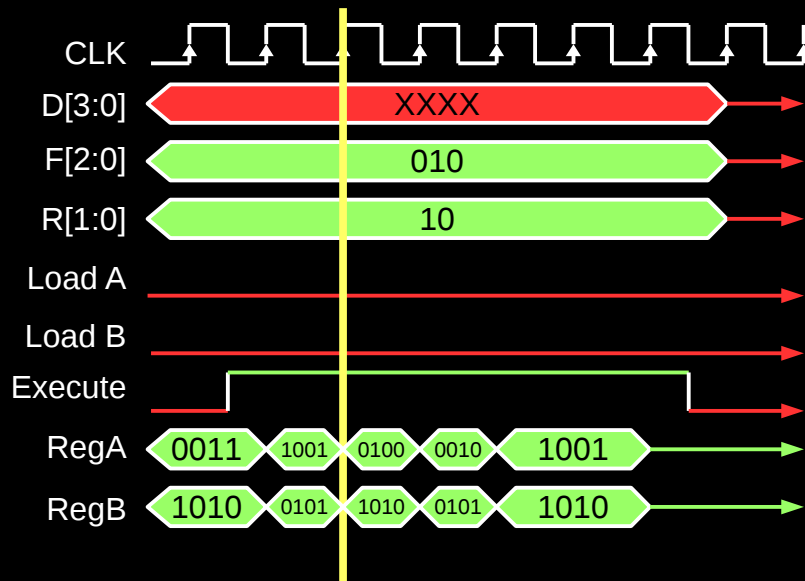 CLK
D[3:0] XXXX
F[2:0] 010
R[1:0] 10
Load A
Load B
Execute
RegA 0011 1001 0100 0010 1001
RegB 1010 0101 1010 0101 1010